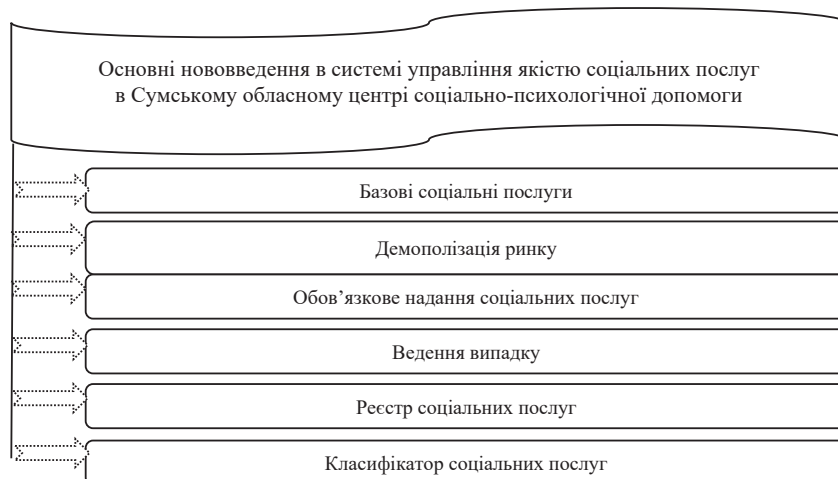 Основні нововведення в системі управління якістю соціальних послуг
в Сумському обласному центрі соціально-психологічної допомоги
Базові соціальні послуги
Демополізація ринку
Обов’язкове надання соціальних послуг
Ведення випадку
Реєстр соціальних послуг
Класифікатор соціальних послуг